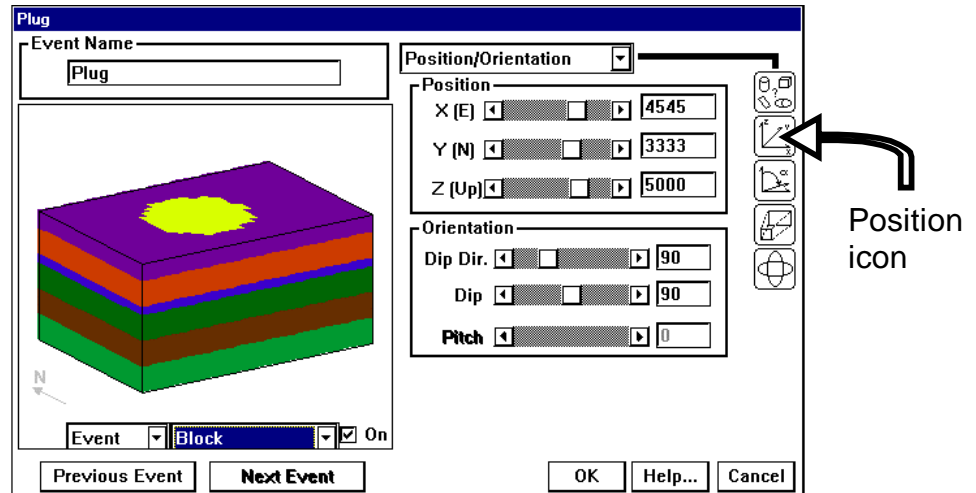 Plug
Event Name
Plug
Position/Orientation
Position
X (E) 4545
Y (N) 3333
Z (Up) 5000
Orientation
Dip Dir. 90
Dip 90
Pitch 0
N
Event Block On
Previous Event Next Event OK Help... Cancel
?
Z Y
X
α
Position
icon